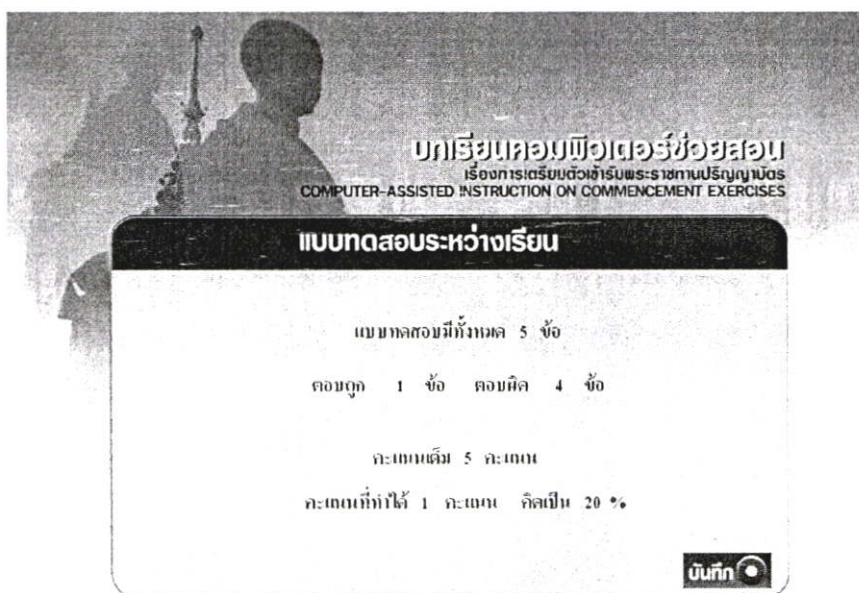 บทเรียนคอมพิวเตอร์ช่วยสอน
เรื่องการเตรียมตัวเข้ารับพระราชทานปริญญาบัตร
COMPUTER-ASSISTED INSTRUCTION ON COMMENCEMENT EXERCISES
แบบทดสอบระหว่างเรียน
แบบทดสอบมีทั้งหมด 5 ข้อ
ตอบถูก 1 ข้อ ตอบผิด 4 ข้อ
คะแนนเต็ม 5 คะแนน
คะแนนที่ทำได้ 1 คะแนน คิดเป็น 20 %
บันทึก